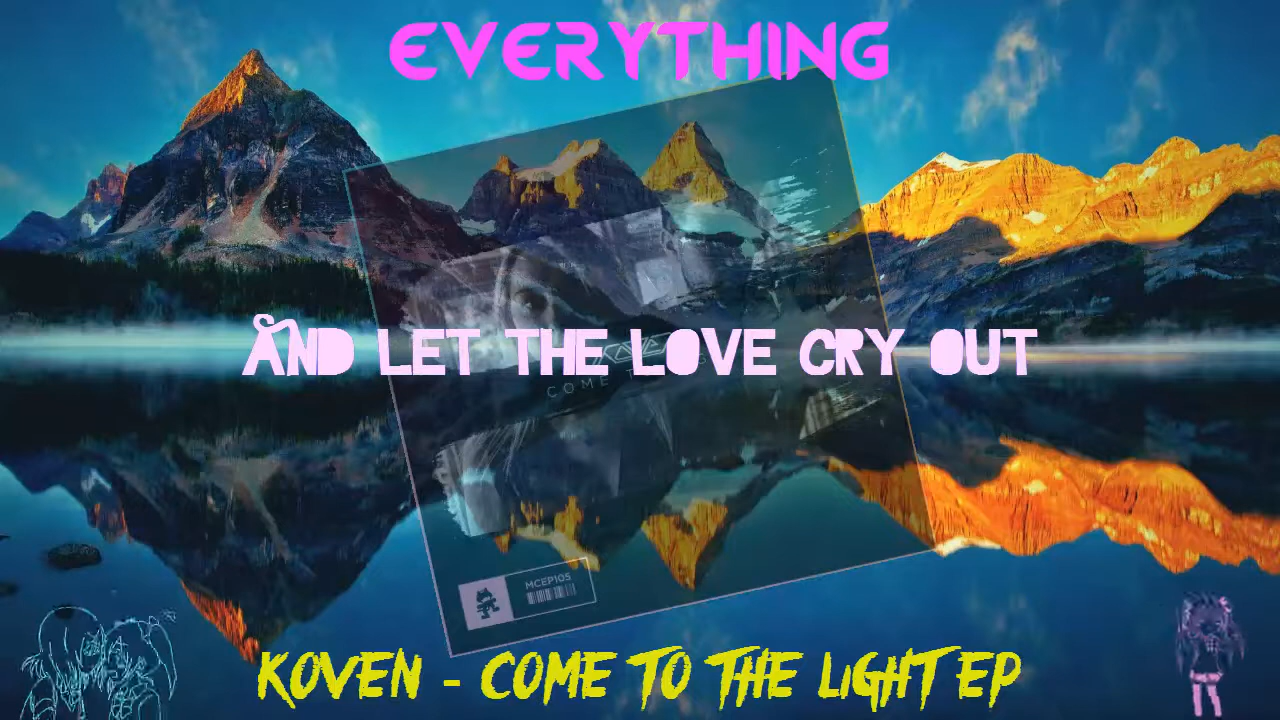 EVERYTHING
AND LET THE LOVE CRY OUT
COME T
MCEP105
KOVEN - COME TO THE LIGHT EP